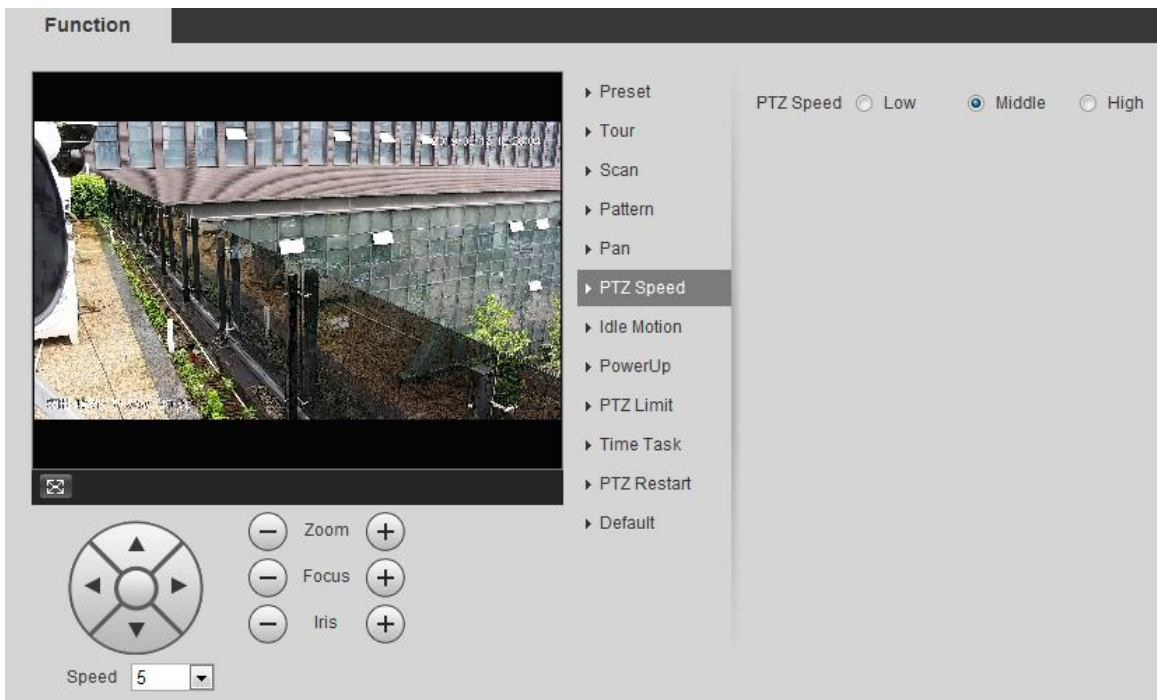 Function
Preset
Tour
Scan
Pattern
Pan
PTZ Speed
Idle Motion
PowerUp
PTZ Limit
Time Task
PTZ Restart
Default
PTZ Speed Low Middle High
Zoom
Focus
Iris
Speed 5